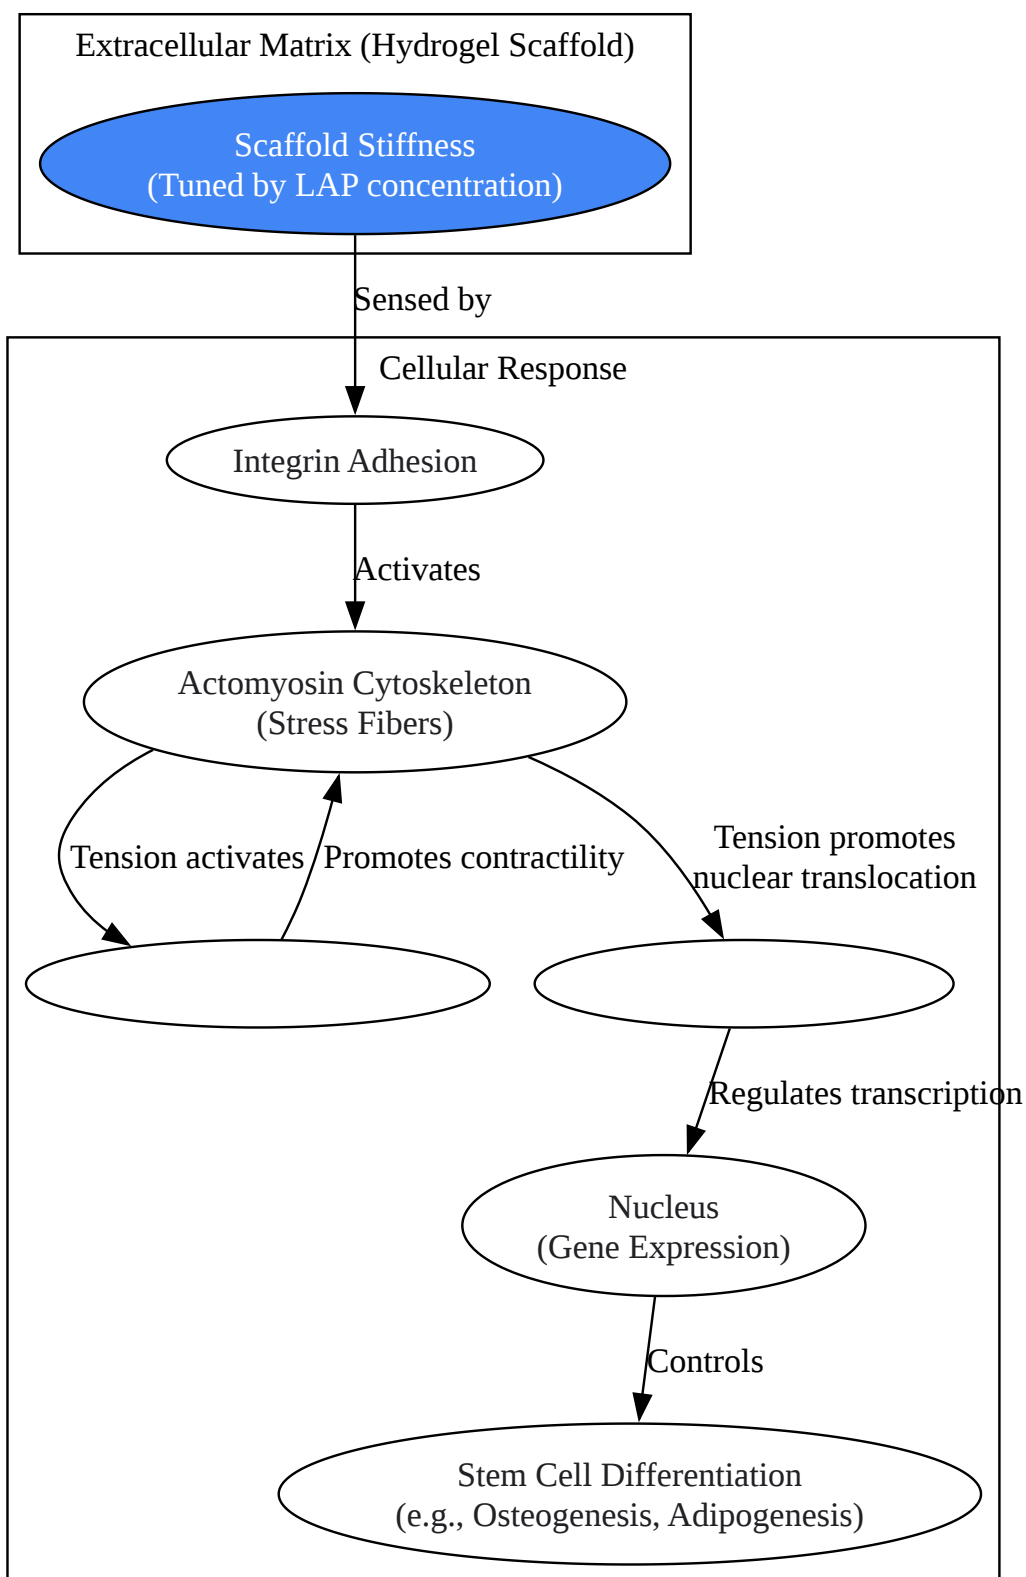 Extracellular Matrix (Hydrogel Scaffold)
Scaffold Stiffness
(Tuned by LAP concentration)
Sensed by
Cellular Response
Integrin Adhesion
Activates
Actomyosin Cytoskeleton
(Stress Fibers)
Tension activates
Promotes contractility
Tension promotes
nuclear translocation
Regulates transcription
Nucleus
(Gene Expression)
Controls
Stem Cell Differentiation
(e.g., Osteogenesis, Adipogenesis)